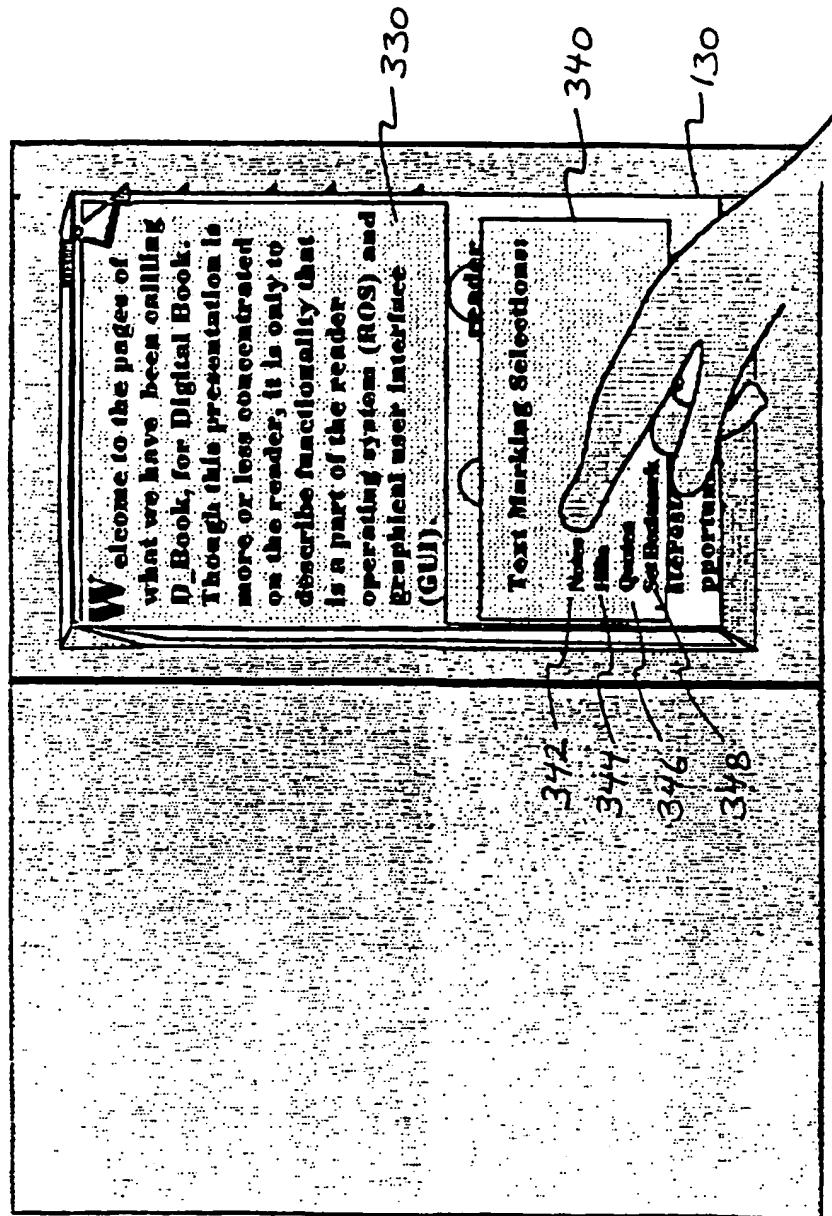 Welcome to the pages of
what we have been calling
D_Book, for Digital Book.
Though this presentation is
more or less concentrated
on the reader, it is only to
describe functionality that
is a part of the reader
operating system (ROS) and
graphical user interface
(GUI).
reader
Text Marking Selections:
Notes
Quotes
Set Bookmark
pportun
330
340
130
342
344
346
348